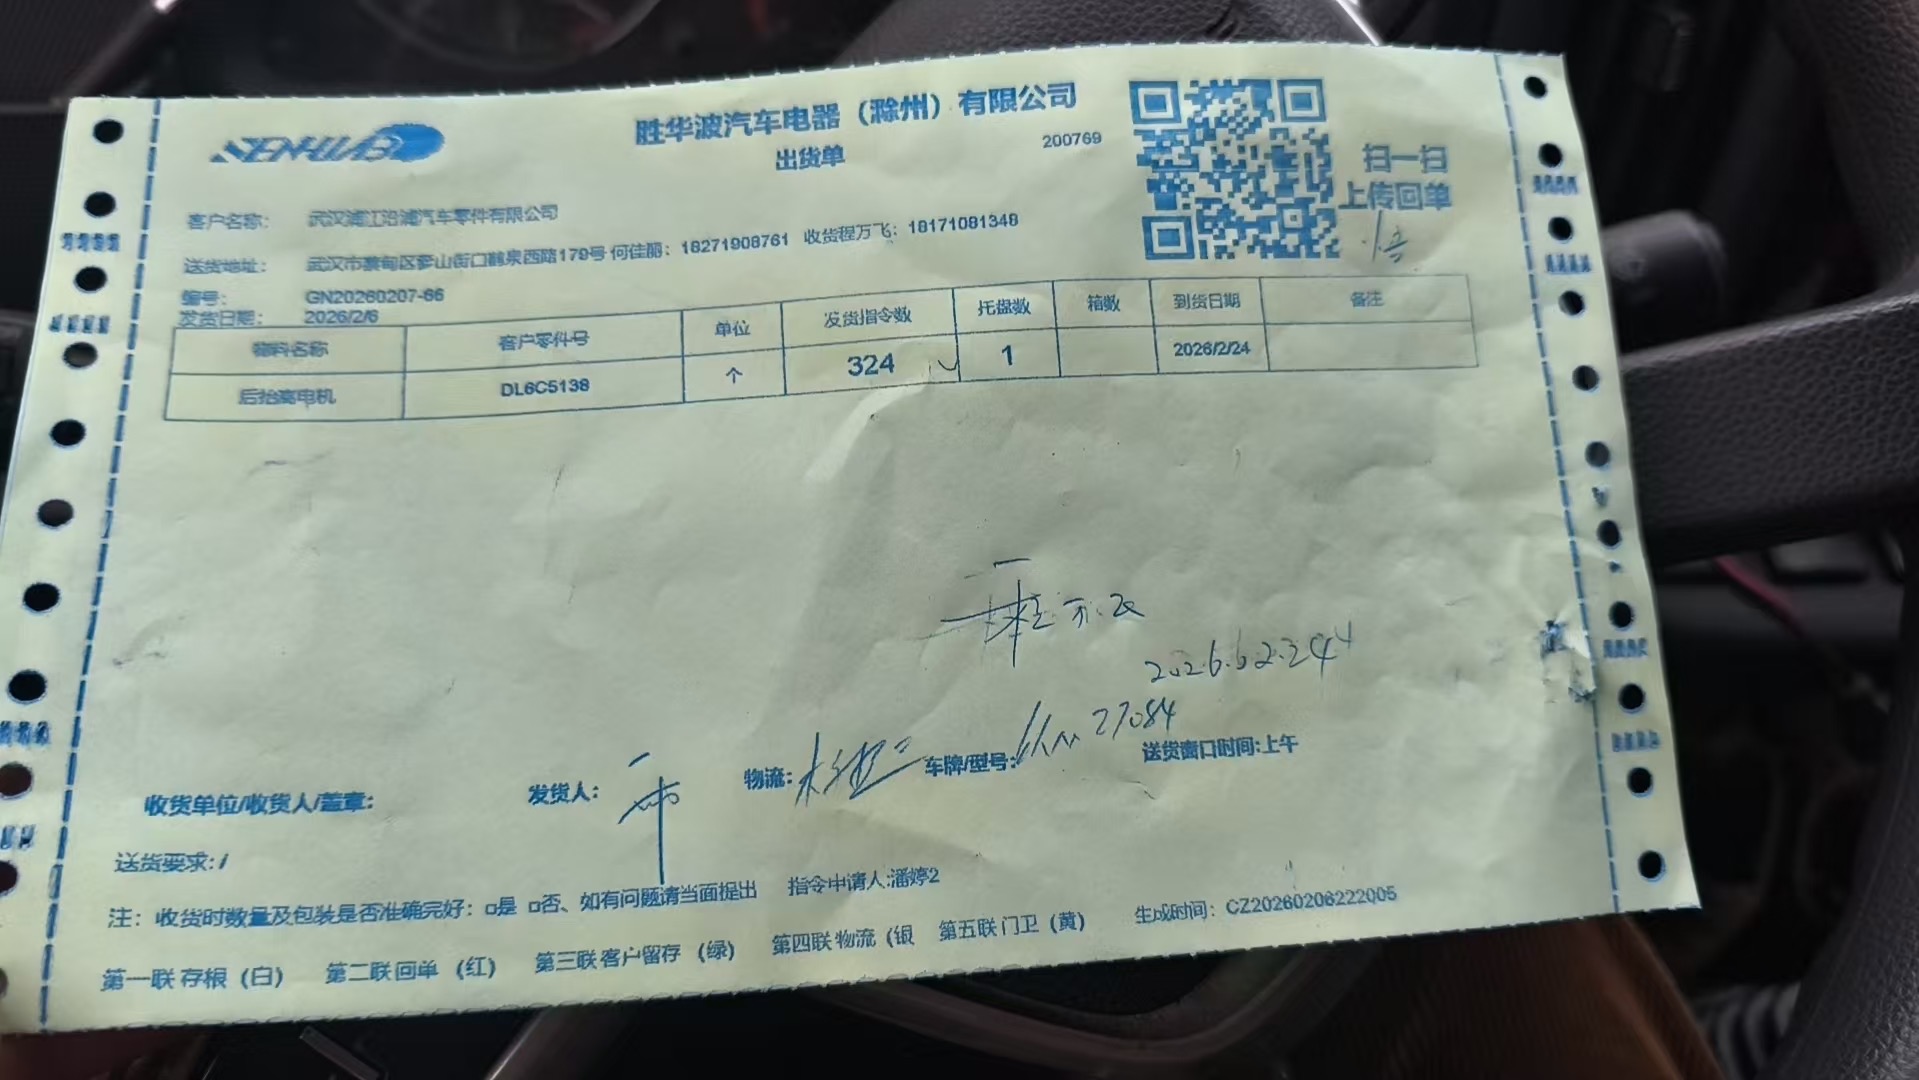 SHENHUABO
胜华波汽车电器（滁州）有限公司
出货单
200769
扫一扫
上传回单
客户名称： 武汉浦江沿浦汽车零件有限公司
送货地址： 武汉市蔡甸区奓山街口鹤泉西路179号 何佳丽：18271908761 收货程万飞：18171081348
编号： GN20260207-66
发货日期： 2026/2/6
物料名称 客户零件号 单位 发货指令数 托盘数 箱数 到货日期 备注
后抬高电机 DL6C5138 个 324 1 2026/2/24
程万飞
27084
收货单位/收货人/盖章： 发货人： 物流： 车牌/型号： 送货窗口时间：上午
送货要求：/
注：收货时数量及包装是否准确完好：□是 □否、如有问题请当面提出 指令申请人：潘婷2
第一联 存根（白） 第二联 回单 （红） 第三联 客户留存 （绿） 第四联 物流（银 第五联 门卫（黄） 生成时间：CZ20260206222005